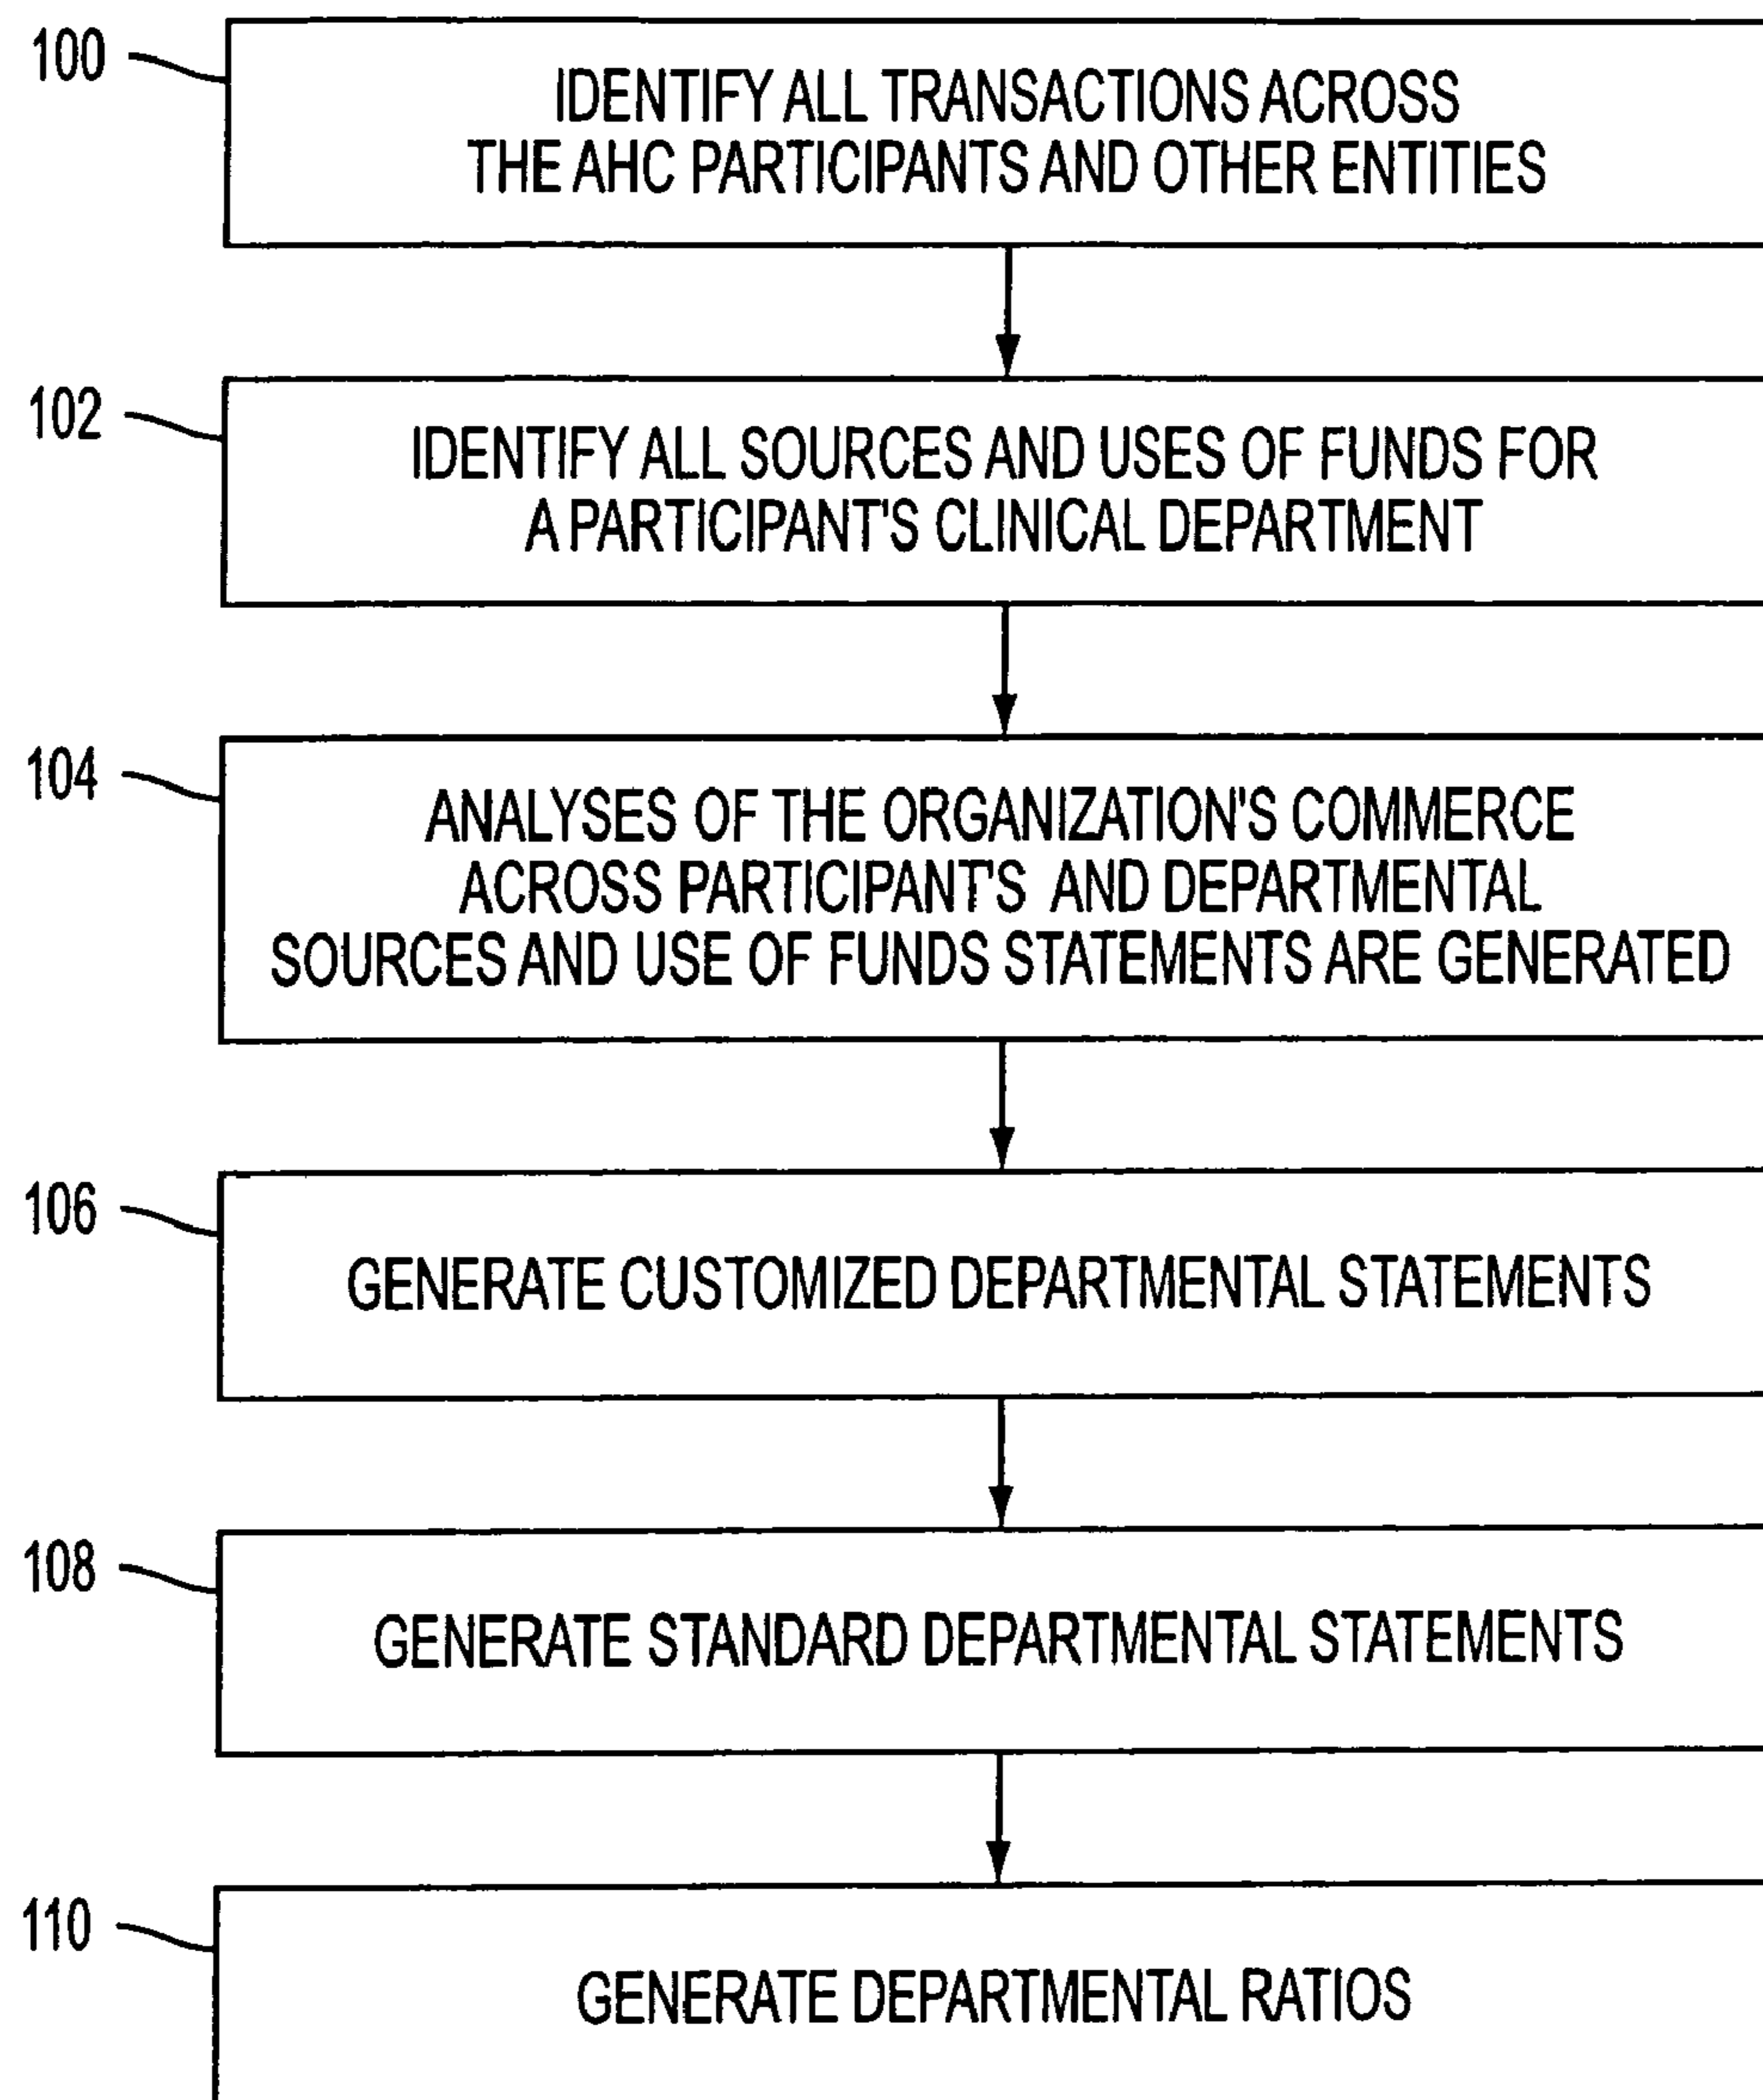 100
IDENTIFY ALL TRANSACTIONS ACROSS
THE AHC PARTICIPANTS AND OTHER ENTITIES
102
IDENTIFY ALL SOURCES AND USES OF FUNDS FOR
A PARTICIPANT'S CLINICAL DEPARTMENT
104
ANALYSES OF THE ORGANIZATION'S COMMERCE
ACROSS PARTICIPANT'S AND DEPARTMENTAL
SOURCES AND USE OF FUNDS STATEMENTS ARE GENERATED
106
GENERATE CUSTOMIZED DEPARTMENTAL STATEMENTS
108
GENERATE STANDARD DEPARTMENTAL STATEMENTS
110
GENERATE DEPARTMENTAL RATIOS